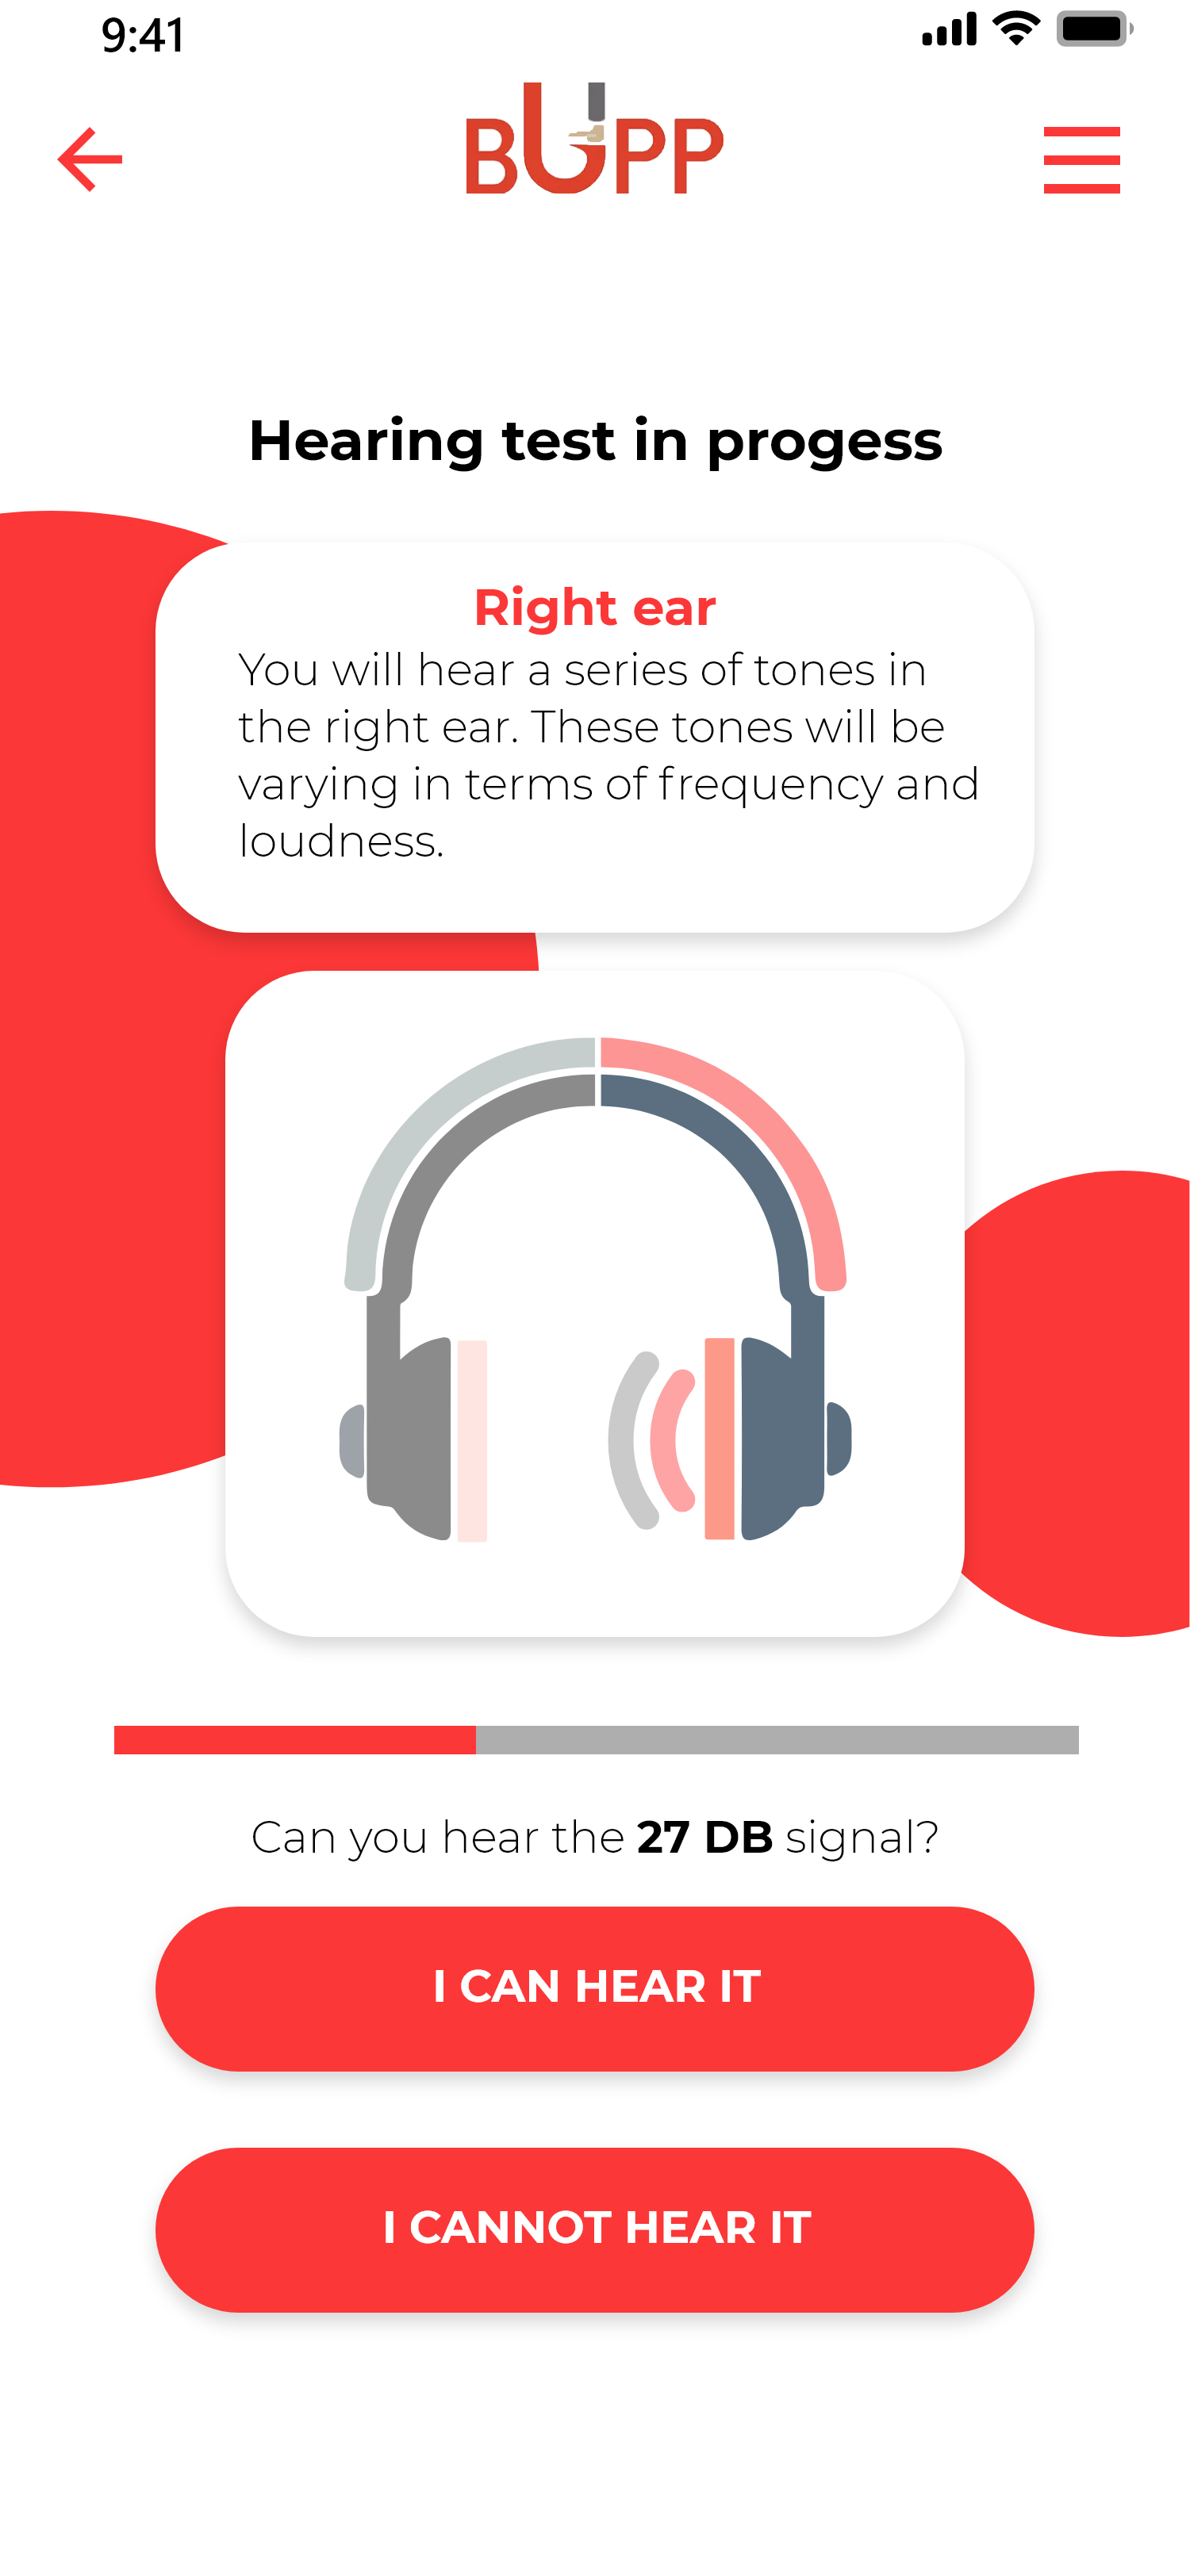 9:41
BUPP
Hearing test in progess
Right ear
You will hear a series of tones in
the right ear. These tones will be
varying in terms of frequency and
loudness.
Can you hear the 27 DB signal?
I CAN HEAR IT
I CANNOT HEAR IT